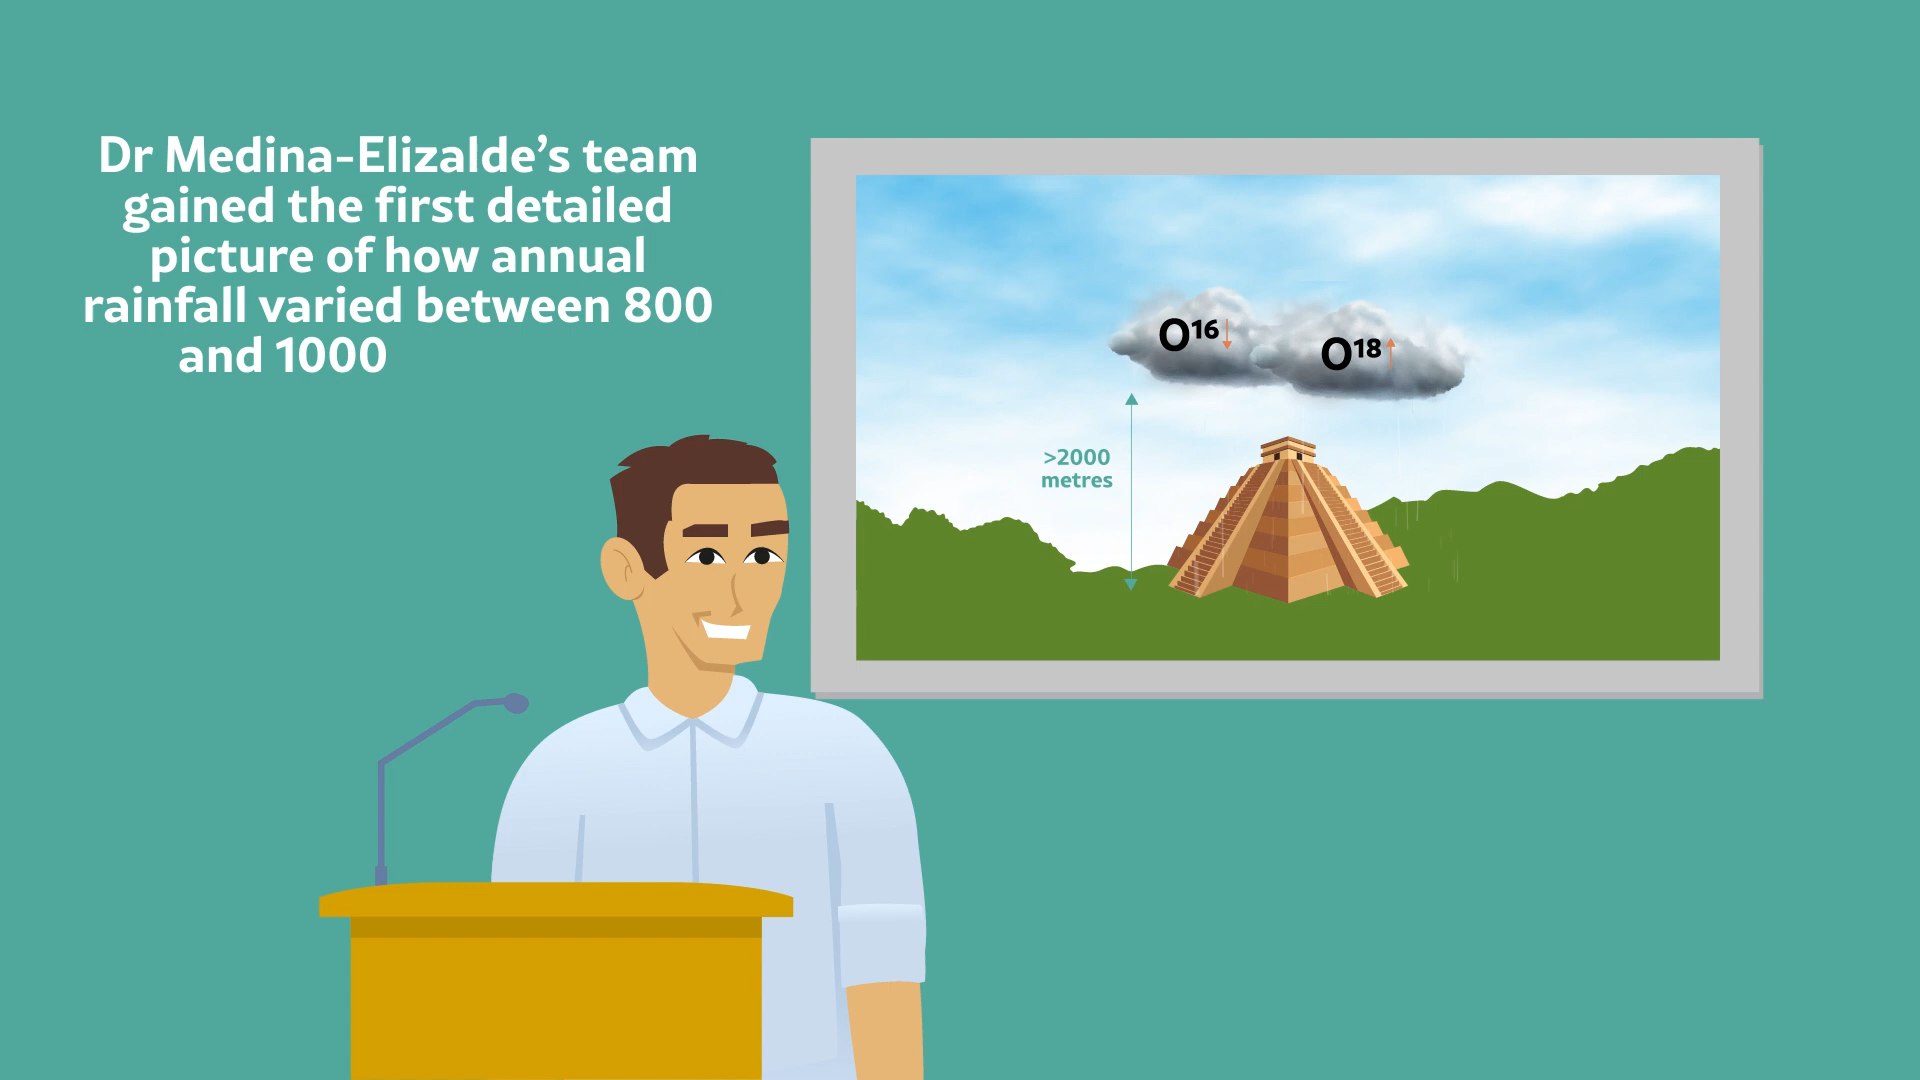 Dr Medina-Elizalde’s team
gained the first detailed
picture of how annual
rainfall varied between 800
and 1000
O¹⁶
O¹⁸
>2000
metres